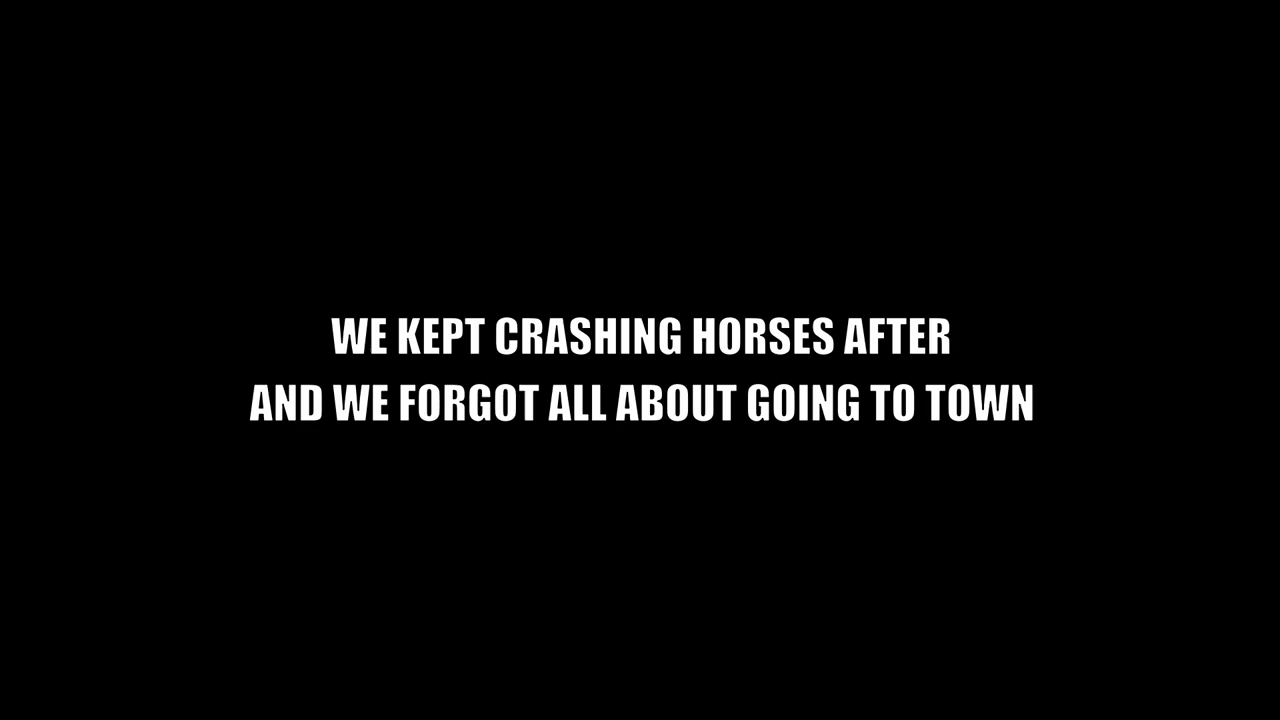 WE KEPT CRASHING HORSES AFTER
AND WE FORGOT ALL ABOUT GOING TO TOWN